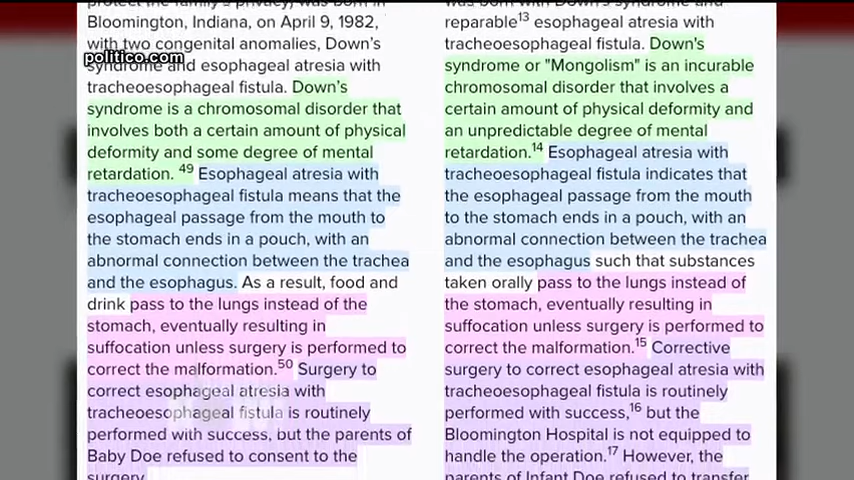 protect the family's privacy, was born in
Bloomington, Indiana, on April 9, 1982,
with two congenital anomalies, Down's
syndrome and esophageal atresia with
tracheoesophageal fistula. Down's
syndrome is a chromosomal disorder that
involves both a certain amount of physical
deformity and some degree of mental
retardation. 49 Esophageal atresia with
tracheoesophageal fistula means that the
esophageal passage from the mouth to
the stomach ends in a pouch, with an
abnormal connection between the trachea
and the esophagus. As a result, food and
drink pass to the lungs instead of the
stomach, eventually resulting in
suffocation unless surgery is performed to
correct the malformation.50 Surgery to
correct esophageal atresia with
tracheoesophageal fistula is routinely
performed with success, but the parents of
Baby Doe refused to consent to the
surgery
politico.com
was born with Down's syndrome and
reparable13 esophageal atresia with
tracheoesophageal fistula. Down's
syndrome or "Mongolism" is an incurable
chromosomal disorder that involves a
certain amount of physical deformity and
an unpredictable degree of mental
retardation.14 Esophageal atresia with
tracheoesophageal fistula indicates that
the esophageal passage from the mouth
to the stomach ends in a pouch, with an
abnormal connection between the trachea
and the esophagus such that substances
taken orally pass to the lungs instead of
the stomach, eventually resulting in
suffocation unless surgery is performed to
correct the malformation.15 Corrective
surgery to correct esophageal atresia with
tracheoesophageal fistula is routinely
performed with success,16 but the
Bloomington Hospital is not equipped to
handle the operation.17 However, the
parents of Infant Doe refused to transfer